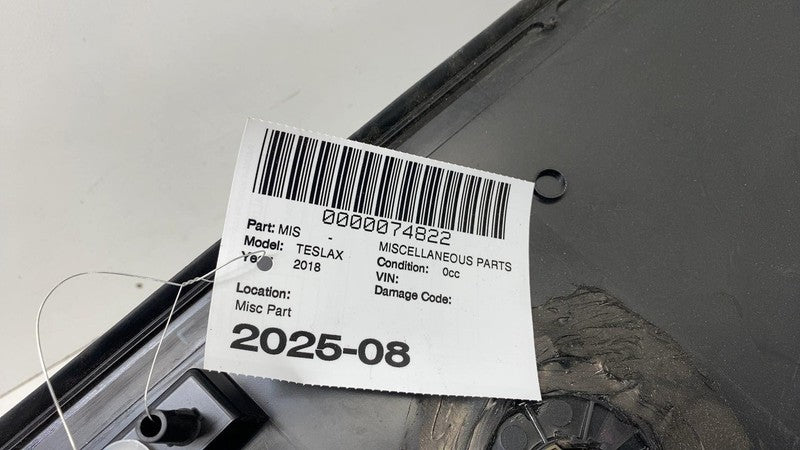 0000074822
Part: MIS - MISCELLANEOUS PARTS
Model: TESLAX Condition: 0cc
2018 VIN:
Damage Code:
Location:
Misc Part
2025-08